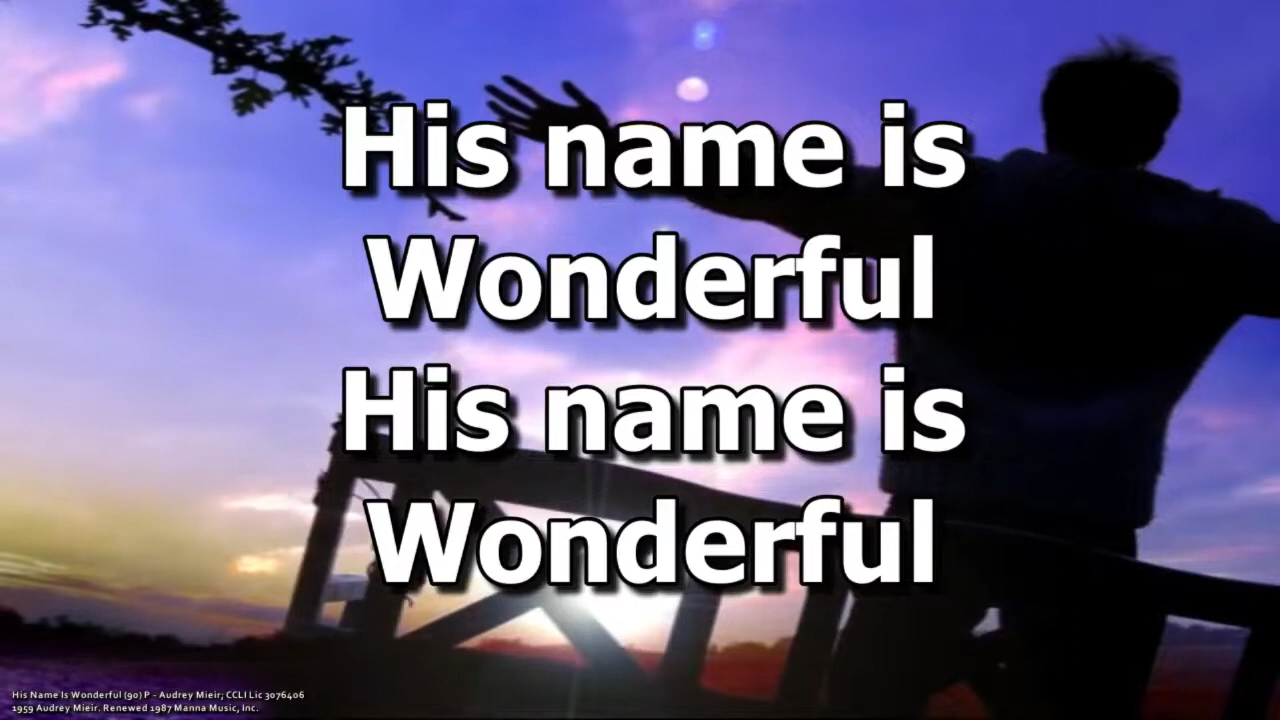 His name is
Wonderful
His name is
Wonderful
His Name Is Wonderful (90) P - Audrey Mieir; CCLI Lic 3076406
1959 Audrey Mieir. Renewed 1987 Manna Music, Inc.